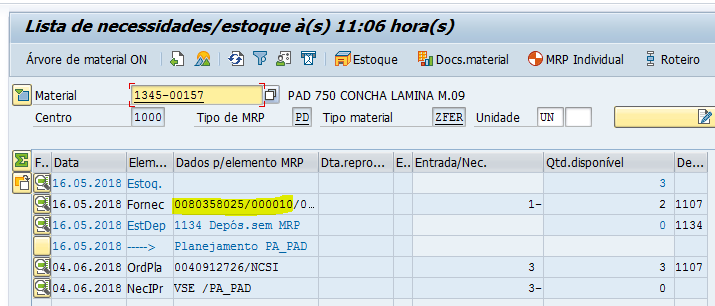 Lista de necessidades/estoque à(s) 11:06 hora(s)
Árvore de material ON Estoque Docs.material MRP Individual Roteiro
Material 1345-00157 PAD 750 CONCHA LAMINA M.09
Centro 1000 Tipo de MRP PD Tipo material ZFER Unidade UN
F.. Data Elem... Dados p/elemento MRP Dta.repro... E.. Entrada/Nec. Qtd.disponível De...
16.05.2018 Estoq. 3
16.05.2018 Fornec 0080358025/000010/0... 1- 2 1107
16.05.2018 EstDep 1134 Depós.sem MRP 0 1134
16.05.2018 -----> Planejamento PA_PAD
04.06.2018 OrdPla 0040912726/NCSI 3 3 1107
04.06.2018 NecIPr VSE /PA_PAD 3- 0